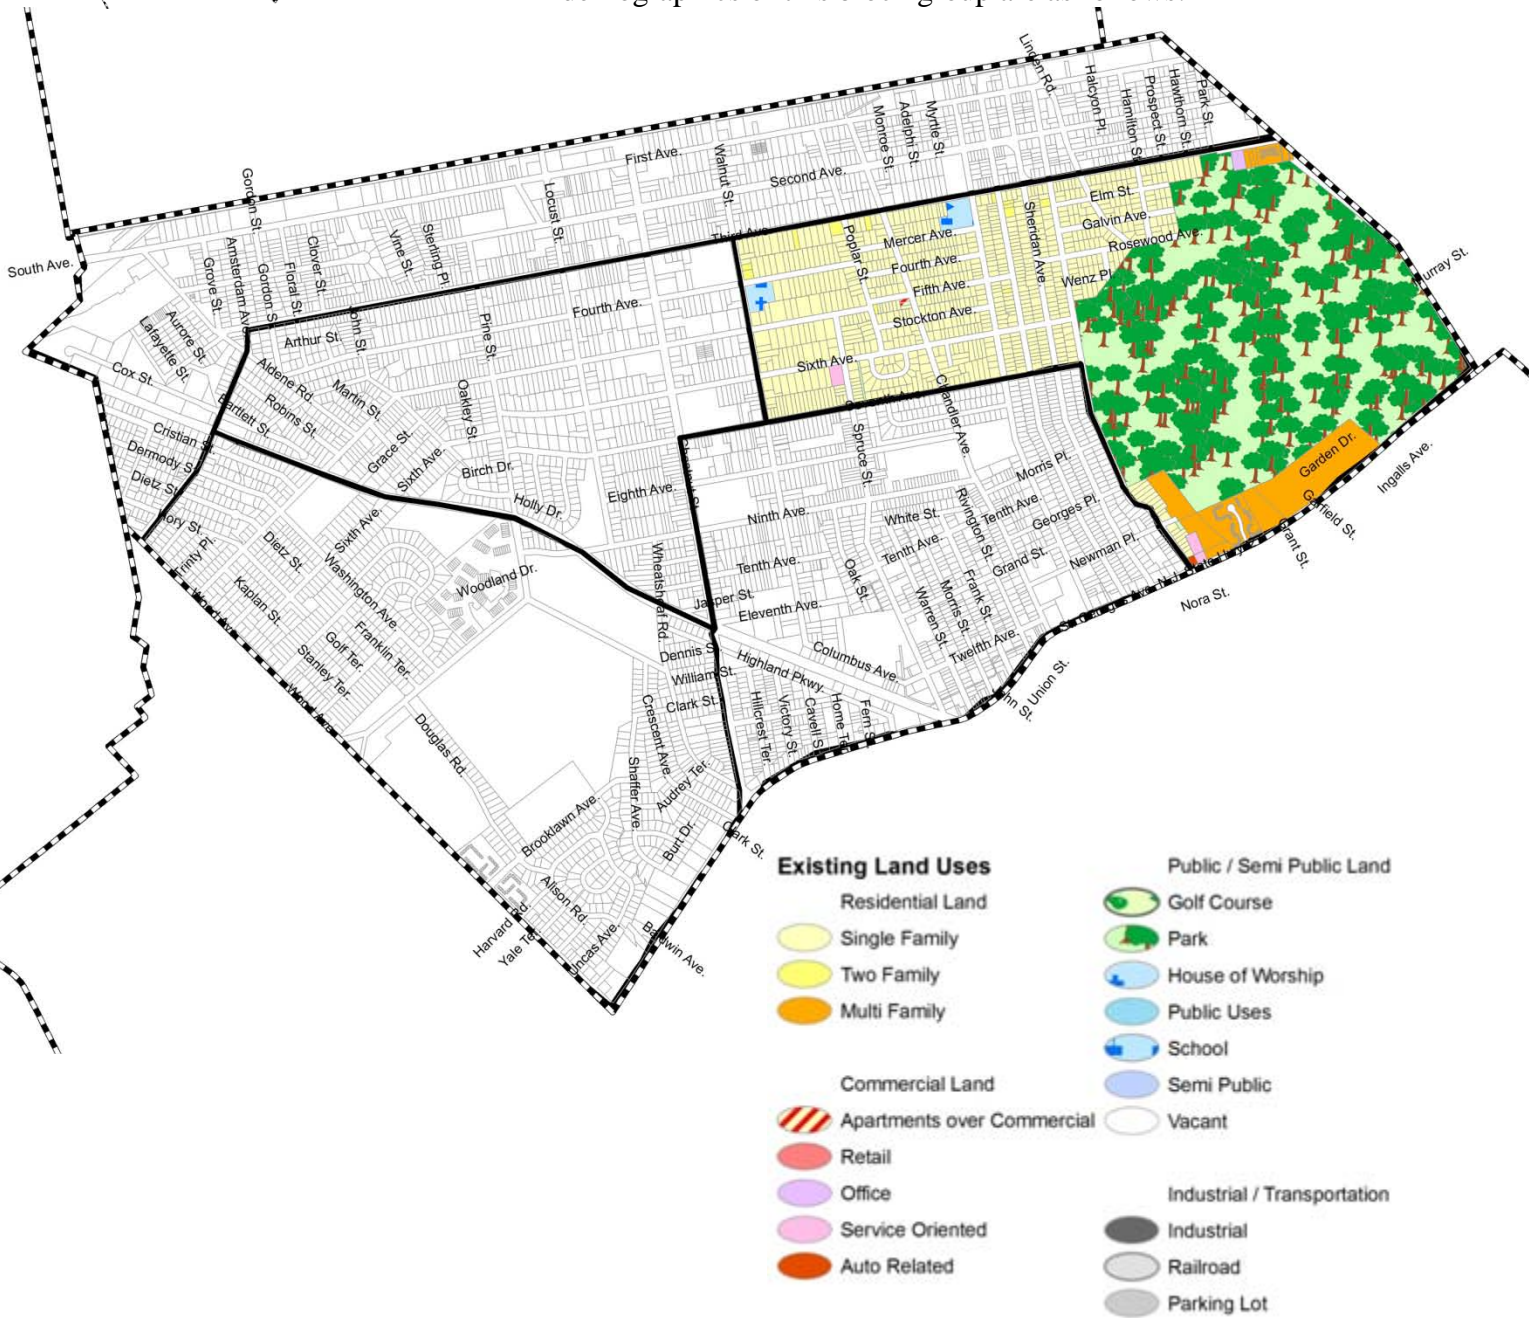 Linden Rd.
Halcyon Pl.
Hamilton St.
Prospect St.
Hawthorn St.
Park St.
Monroe St.
Adelphi St.
Myrtle St.
First Ave.
Walnut St.
Second Ave.
Gordon St.
Locust St.
Sterling Pl.
Vine St.
Clover St.
Floral St.
Gordon S
Amsterdam Ave
Grove St.
South Ave.
Third Ave
Poplar St.
Mercer Ave.
Sheridan Ave.
Elm St.
Galvin Ave.
Rosewood Ave.
Wenz Pl
Fourth Ave.
Fifth Ave.
Stockton Ave.
Sixth Ave.
urray St.
Fourth Ave.
Pine St.
John St.
Arthur St.
Aurore St.
Lafayette St.
Cox St.
Aldene Rd.
Martin St.
Robins St.
Bartlett St.
Oakley St.
Grace St.
Sixth Ave.
Birch Dr.
Holly Dr.
Eighth Ave.
Cristian St.
Dermody S
Dietz St
Trinity Pl.
Chandler Ave.
Spruce St.
Morris Pl.
Ninth Ave.
White St.
Rivington St.
Tenth Ave.
Georges Pl.
Garden Dr.
Ingalls Ave.
Garfield St.
Grant St.
Sixth Ave.
Dietz St.
Washington Ave.
Woodland Dr.
Wheatsheaf Rd.
Tenth Ave.
Tenth Ave.
Oak St.
Grand St.
Newman Pl.
Frank St.
Morris St.
Warren St.
Nora St.
Jasper St.
Eleventh Ave.
Twelfth Ave.
Kaplan St.
Franklin Ter.
Golf Ter.
Stanley Ter.
Dennis S
William St.
Clark St.
Highland Pkwy.
Columbus Ave.
Union St.
Hillcrest Ter.
Victory St.
Cavell S
Home Te
Fern S
Crescent Ave.
Douglas Rd.
Shaffer Ave.
Audrey Ter.
Brooklawn Ave.
Burt Dr.
Clark St.
Alison Rd.
Harvard Rd.
Yale Te
Uncas Ave.
Baldwin Ave.
Existing Land Uses
Residential Land
Single Family
Two Family
Multi Family
Commercial Land
Apartments over Commercial
Retail
Office
Service Oriented
Auto Related
Public / Semi Public Land
Golf Course
Park
House of Worship
Public Uses
School
Semi Public
Vacant
Industrial / Transportation
Industrial
Railroad
Parking Lot